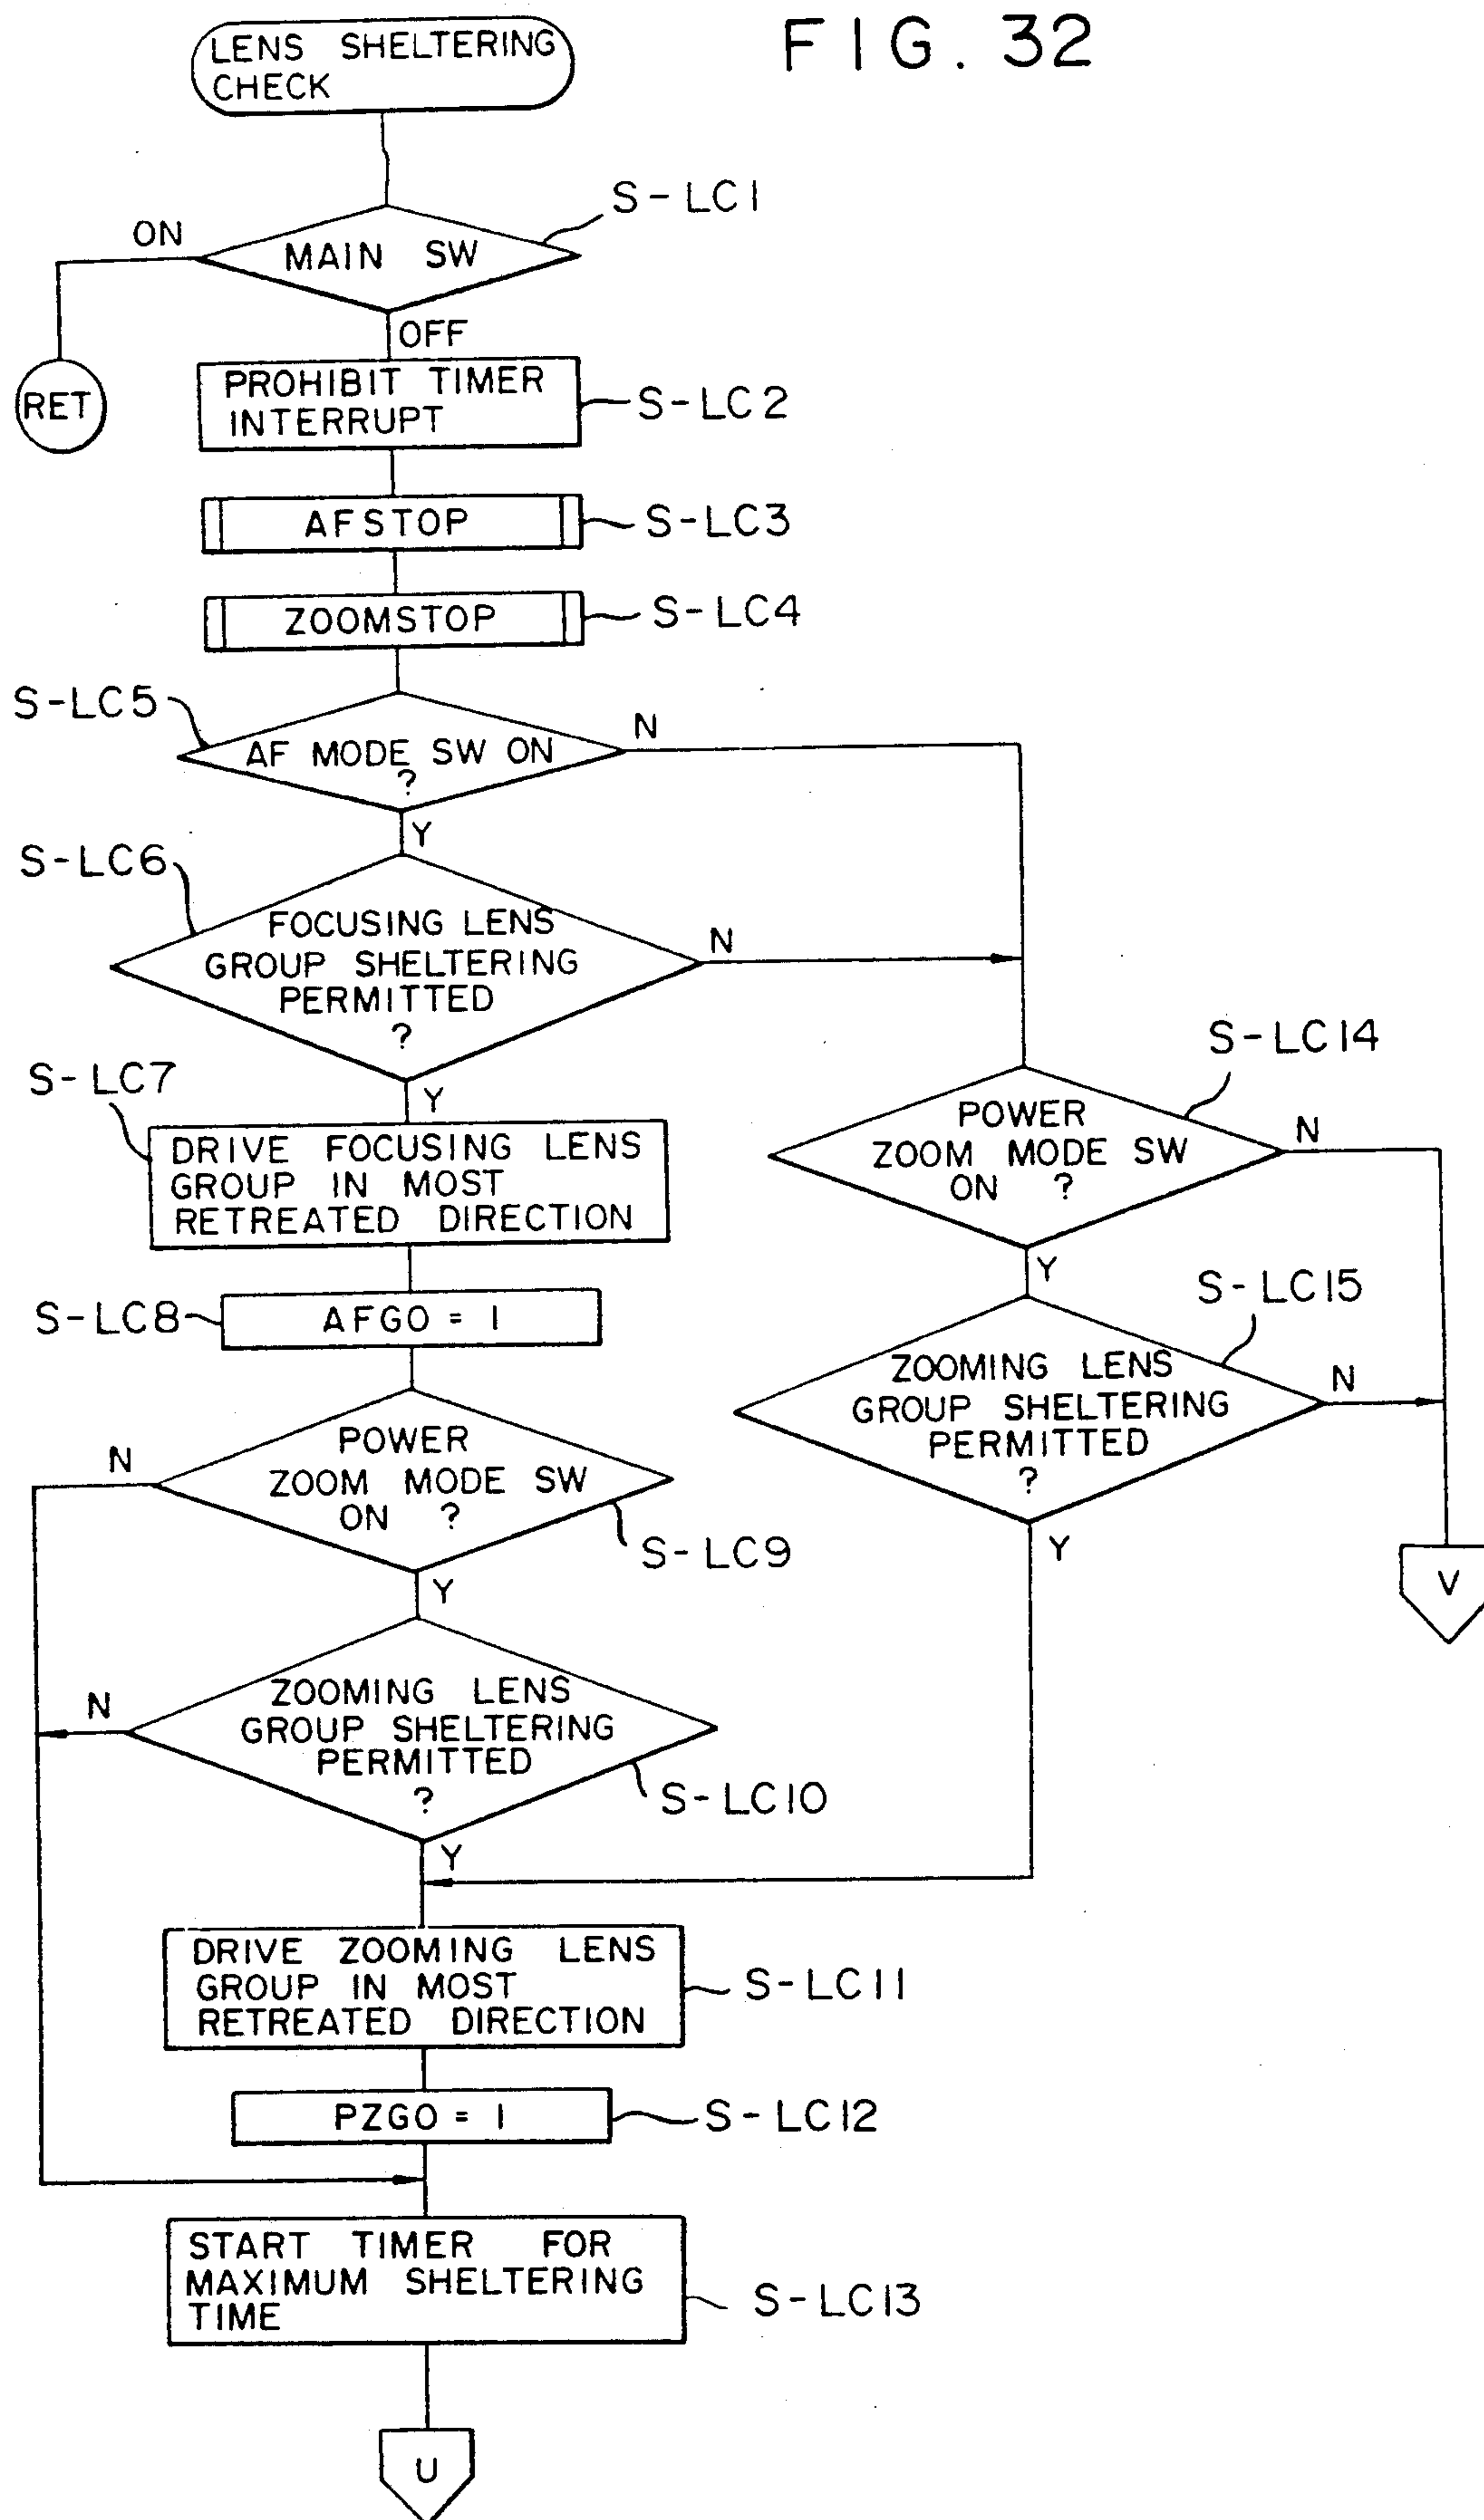 FIG. 32
LENS SHELTERING
CHECK
S-LC1
ON
MAIN SW
OFF
RET
PROHIBIT TIMER
INTERRUPT
S-LC2
AFSTOP
S-LC3
ZOOMSTOP
S-LC4
S-LC5
AF MODE SW ON
?
N
Y
S-LC6
FOCUSING LENS
GROUP SHELTERING
PERMITTED
?
N
Y
S-LC7
DRIVE FOCUSING LENS
GROUP IN MOST
RETREATED DIRECTION
S-LC14
POWER
ZOOM MODE SW
ON ?
N
Y
S-LC8
AFGO = 1
S-LC15
ZOOMING LENS
GROUP SHELTERING
PERMITTED
?
N
Y
V
POWER
ZOOM MODE SW
ON ?
N
S-LC9
Y
ZOOMING LENS
GROUP SHELTERING
PERMITTED
?
N
S-LC10
Y
DRIVE ZOOMING LENS
GROUP IN MOST
RETREATED DIRECTION
S-LC11
PZGO = 1
S-LC12
START TIMER FOR
MAXIMUM SHELTERING
TIME
S-LC13
U